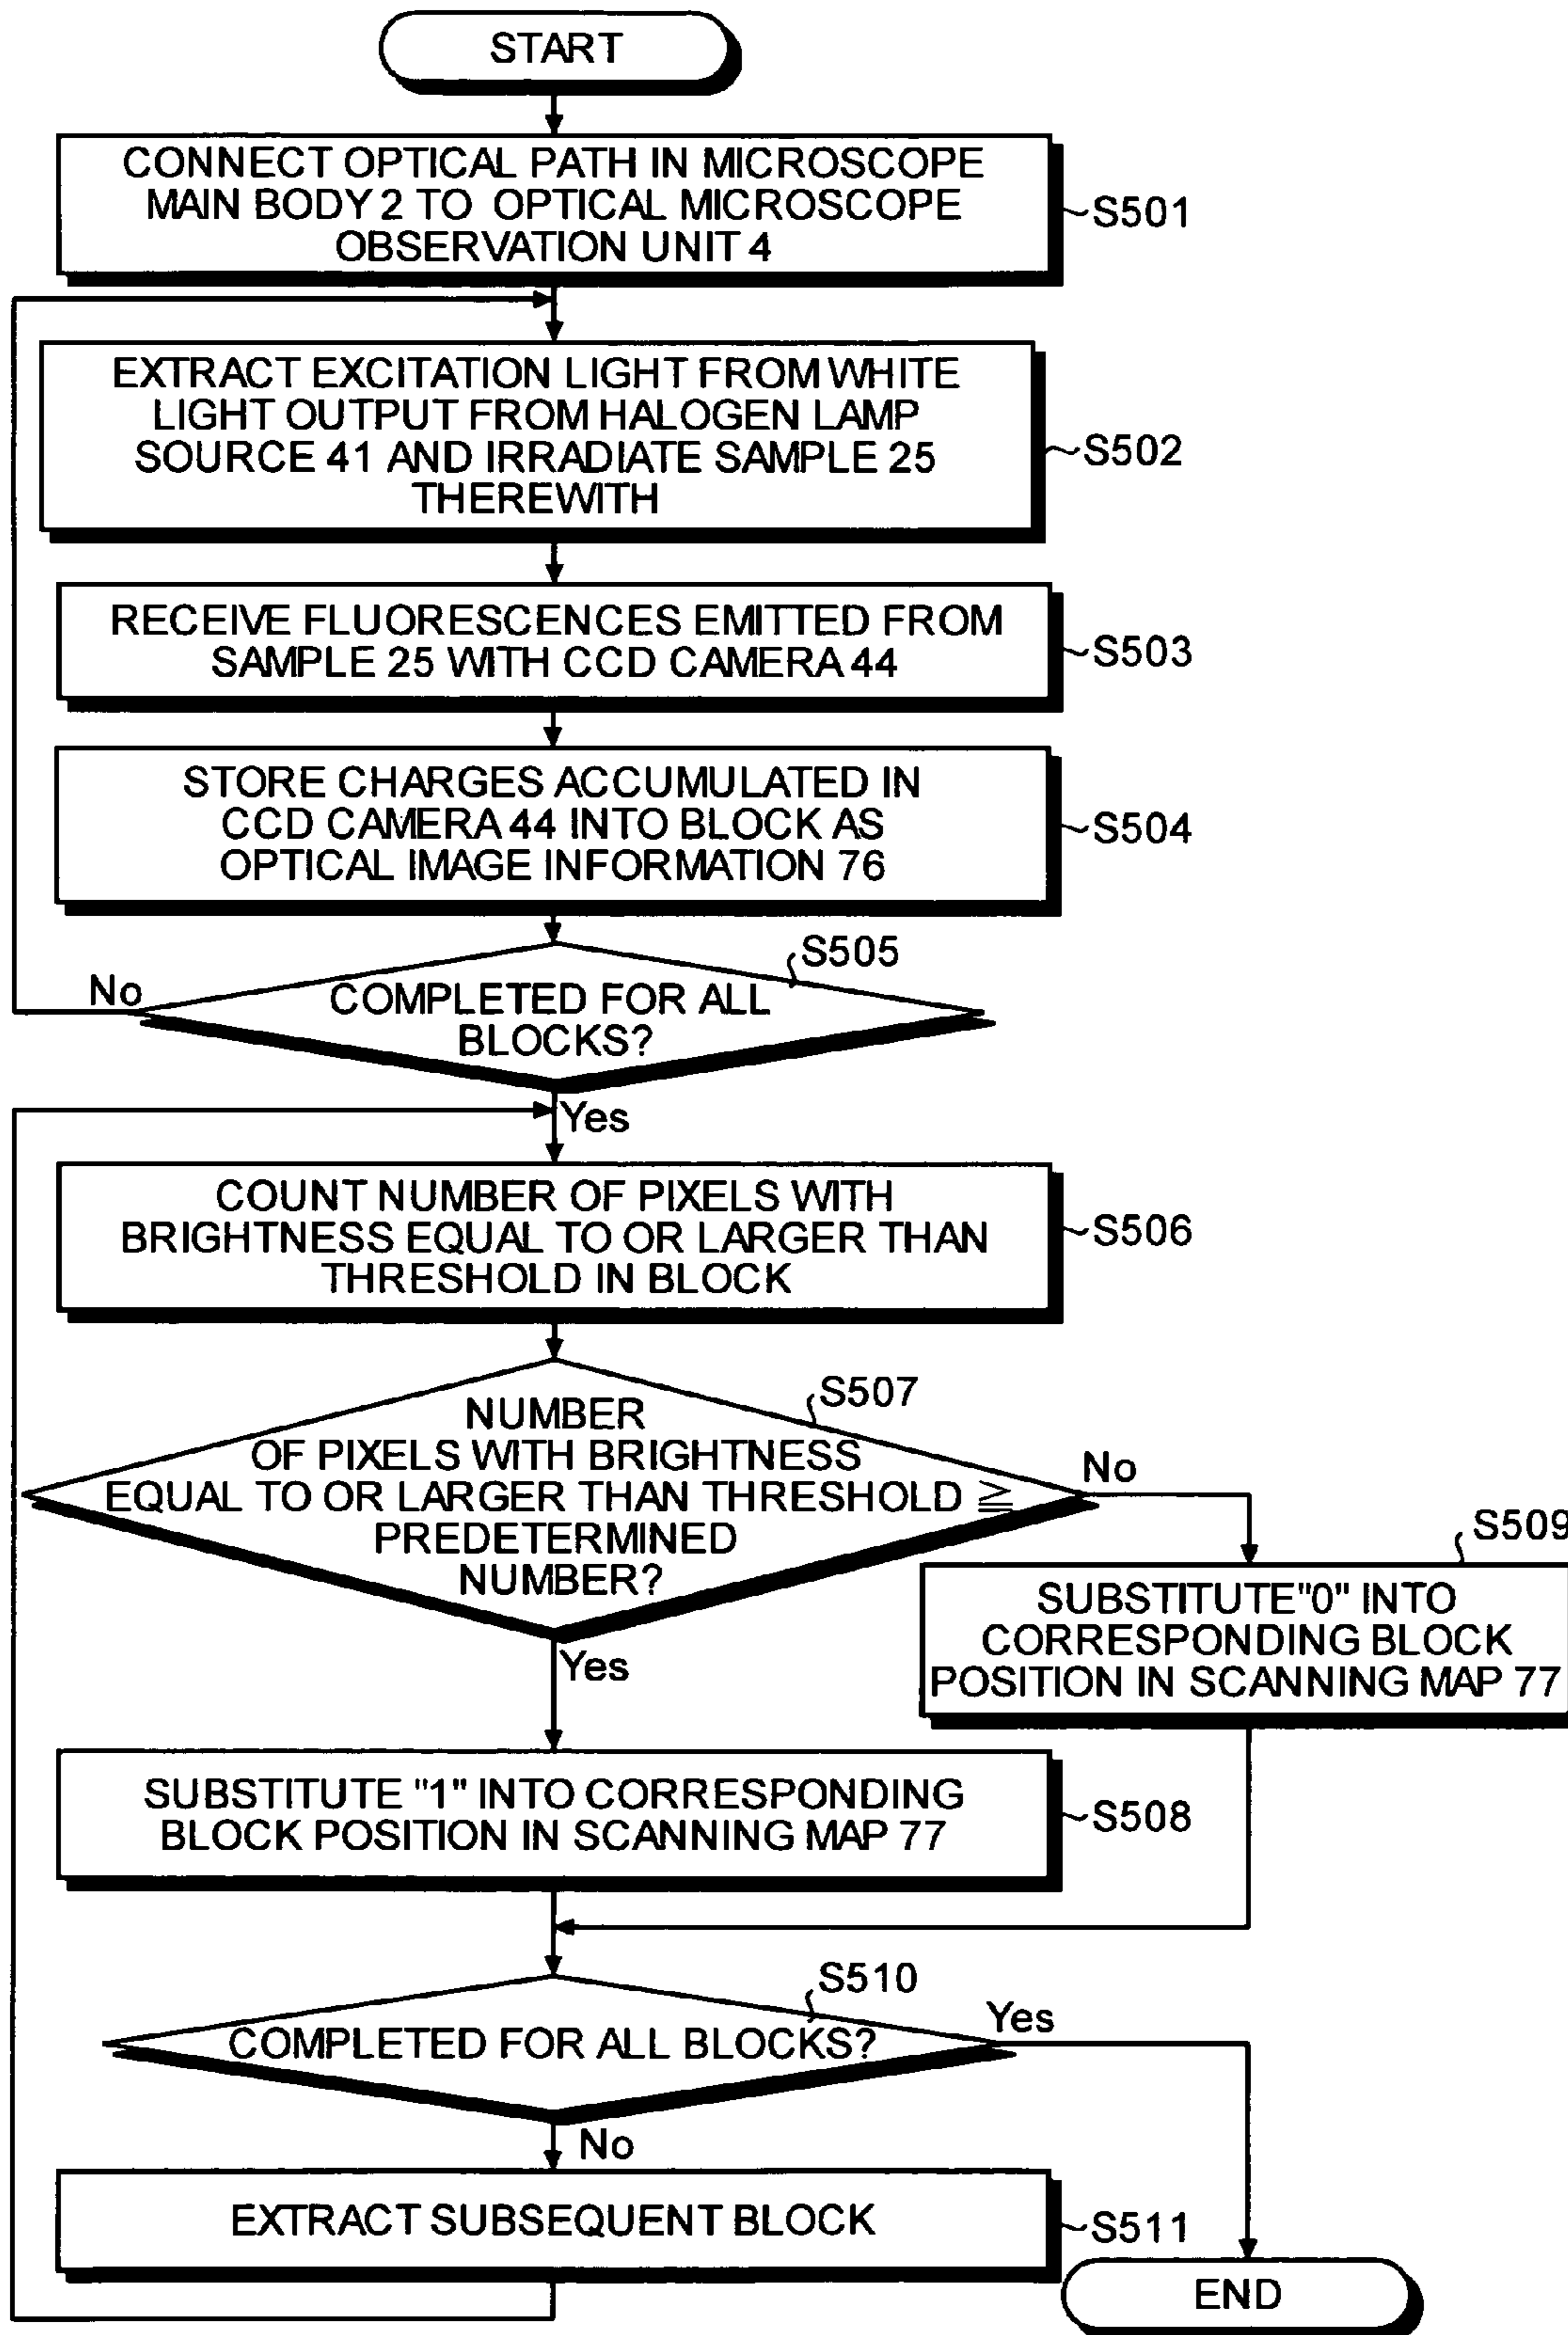 START
CONNECT OPTICAL PATH IN MICROSCOPE
MAIN BODY 2 TO OPTICAL MICROSCOPE
OBSERVATION UNIT 4
S501
EXTRACT EXCITATION LIGHT FROM WHITE
LIGHT OUTPUT FROM HALOGEN LAMP
SOURCE 41 AND IRRADIATE SAMPLE 25
THEREWITH
S502
RECEIVE FLUORESCENCES EMITTED FROM
SAMPLE 25 WITH CCD CAMERA 44
S503
STORE CHARGES ACCUMULATED IN
CCD CAMERA 44 INTO BLOCK AS
OPTICAL IMAGE INFORMATION 76
S504
S505
No
COMPLETED FOR ALL
BLOCKS?
Yes
COUNT NUMBER OF PIXELS WITH
BRIGHTNESS EQUAL TO OR LARGER THAN
THRESHOLD IN BLOCK
S506
S507
NUMBER
OF PIXELS WITH BRIGHTNESS
EQUAL TO OR LARGER THAN THRESHOLD ≧
PREDETERMINED
NUMBER?
No
S509
SUBSTITUTE"0" INTO
CORRESPONDING BLOCK
POSITION IN SCANNING MAP 77
Yes
SUBSTITUTE "1" INTO CORRESPONDING
BLOCK POSITION IN SCANNING MAP 77
S508
S510
COMPLETED FOR ALL BLOCKS?
Yes
No
EXTRACT SUBSEQUENT BLOCK
S511
END